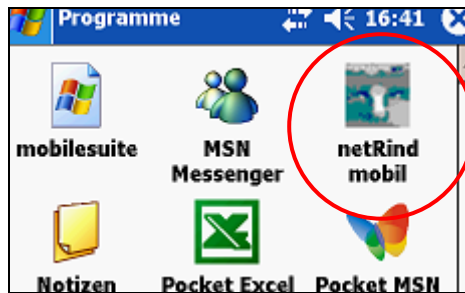 Programme 16:41
mobilesuite MSN Messenger netRind mobil
Notizen Pocket Excel Pocket MSN